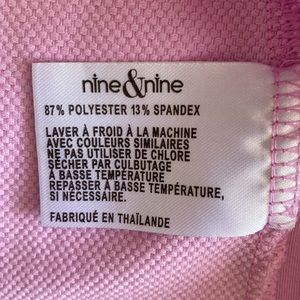 nine&nine
87% POLYESTER 13% SPANDEX
LAVER À FROID À LA MACHINE
AVEC COULEURS SIMILAIRES
NE PAS UTILISER DE CHLORE
SÉCHER PAR CULBUTAGE
À BASSE TEMPÉRATURE
REPASSER À BASSE TEMPÉRATURE,
SI NÉCESSAIRE.
FABRIQUÉ EN THAÏLANDE